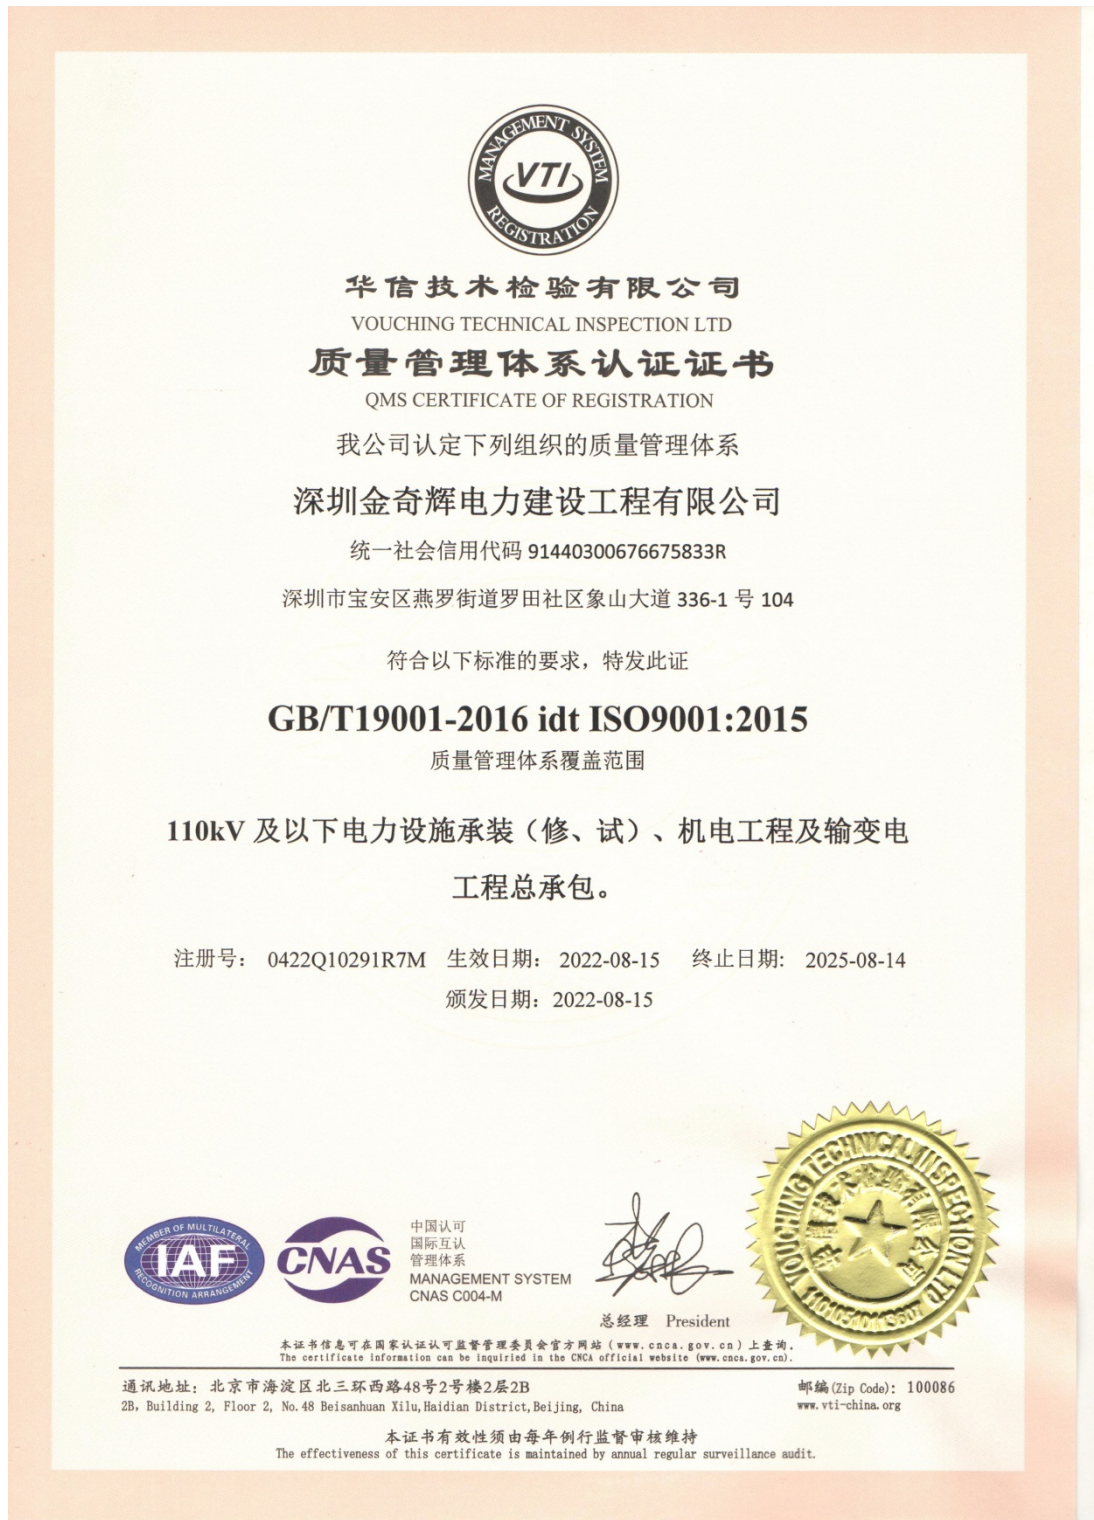 MANAGEMENT SYSTEM
VTI
REGISTRATION
华信技术检验有限公司
VOUCHING TECHNICAL INSPECTION LTD
质量管理体系认证证书
QMS CERTIFICATE OF REGISTRATION
我公司认定下列组织的质量管理体系
深圳金奇辉电力建设工程有限公司
统一社会信用代码 91440300676675833R
深圳市宝安区燕罗街道罗田社区象山大道 336-1 号 104
符合以下标准的要求，特发此证
GB/T19001-2016 idt ISO9001:2015
质量管理体系覆盖范围
110kV 及以下电力设施承装（修、试）、机电工程及输变电
工程总承包。
注册号： 0422Q10291R7M 生效日期： 2022-08-15 终止日期： 2025-08-14
颁发日期：2022-08-15
MEMBER OF MULTILATERAL
IAF
RECOGNITION ARRANGEMENT
CNAS
中国认可
国际互认
管理体系
MANAGEMENT SYSTEM
CNAS C004-M
总经理 President
VOUCHING TECHNICAL INSPECTION LTD
本证书信息可在国家认证认可监督管理委员会官方网站（www.cnca.gov.cn）上查询。
The certificate information can be inquiried in the CNCA official website (www.cnca.gov.cn).
通讯地址：北京市海淀区北三环西路48号2号楼2层2B
2B, Building 2, Floor 2, No.48 Beisanhuan Xilu,Haidian District,Beijing, China
邮编(Zip Code)：100086
www.vti-china.org
本证书有效性须由每年例行监督审核维持
The effectiveness of this certificate is maintained by annual regular surveillance audit.